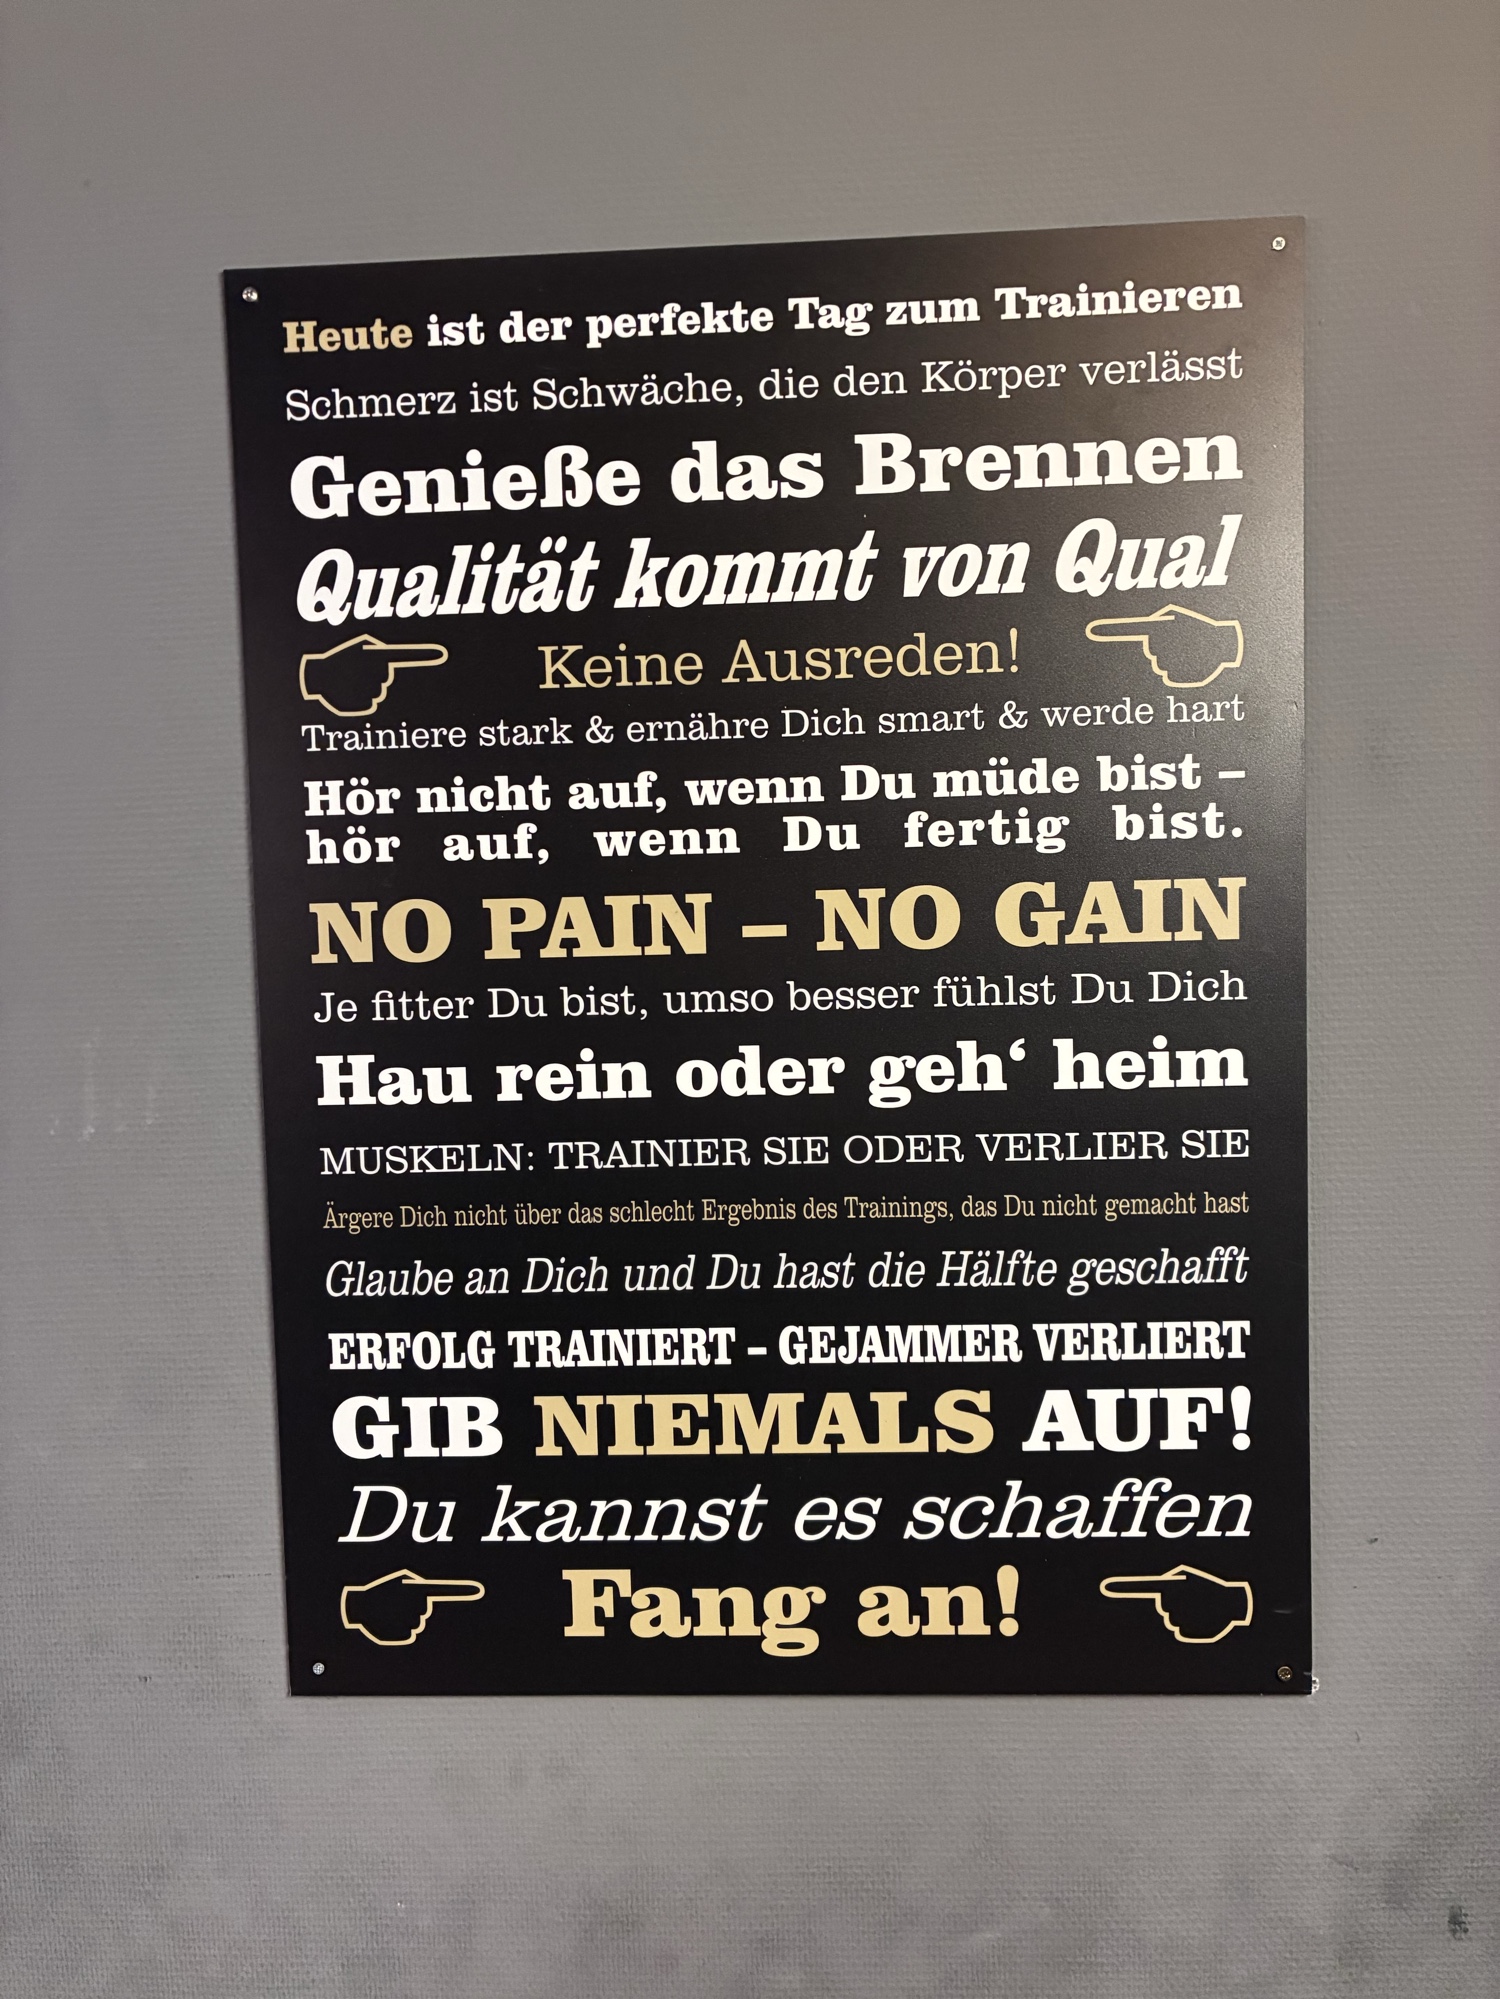 Heute ist der perfekte Tag zum Trainieren
Schmerz ist Schwäche, die den Körper verlässt
Genieße das Brennen
Qualität kommt von Qual
Keine Ausreden!
Trainiere stark & ernähre Dich smart & werde hart
Hör nicht auf, wenn Du müde bist –
hör auf, wenn Du fertig bist.
NO PAIN – NO GAIN
Je fitter Du bist, umso besser fühlst Du Dich
Hau rein oder geh‘ heim
MUSKELN: TRAINIER SIE ODER VERLIER SIE
Ärgere Dich nicht über das schlecht Ergebnis des Trainings, das Du nicht gemacht hast
Glaube an Dich und Du hast die Hälfte geschafft
ERFOLG TRAINIERT – GEJAMMER VERLIERT
GIB NIEMALS AUF!
Du kannst es schaffen
Fang an!